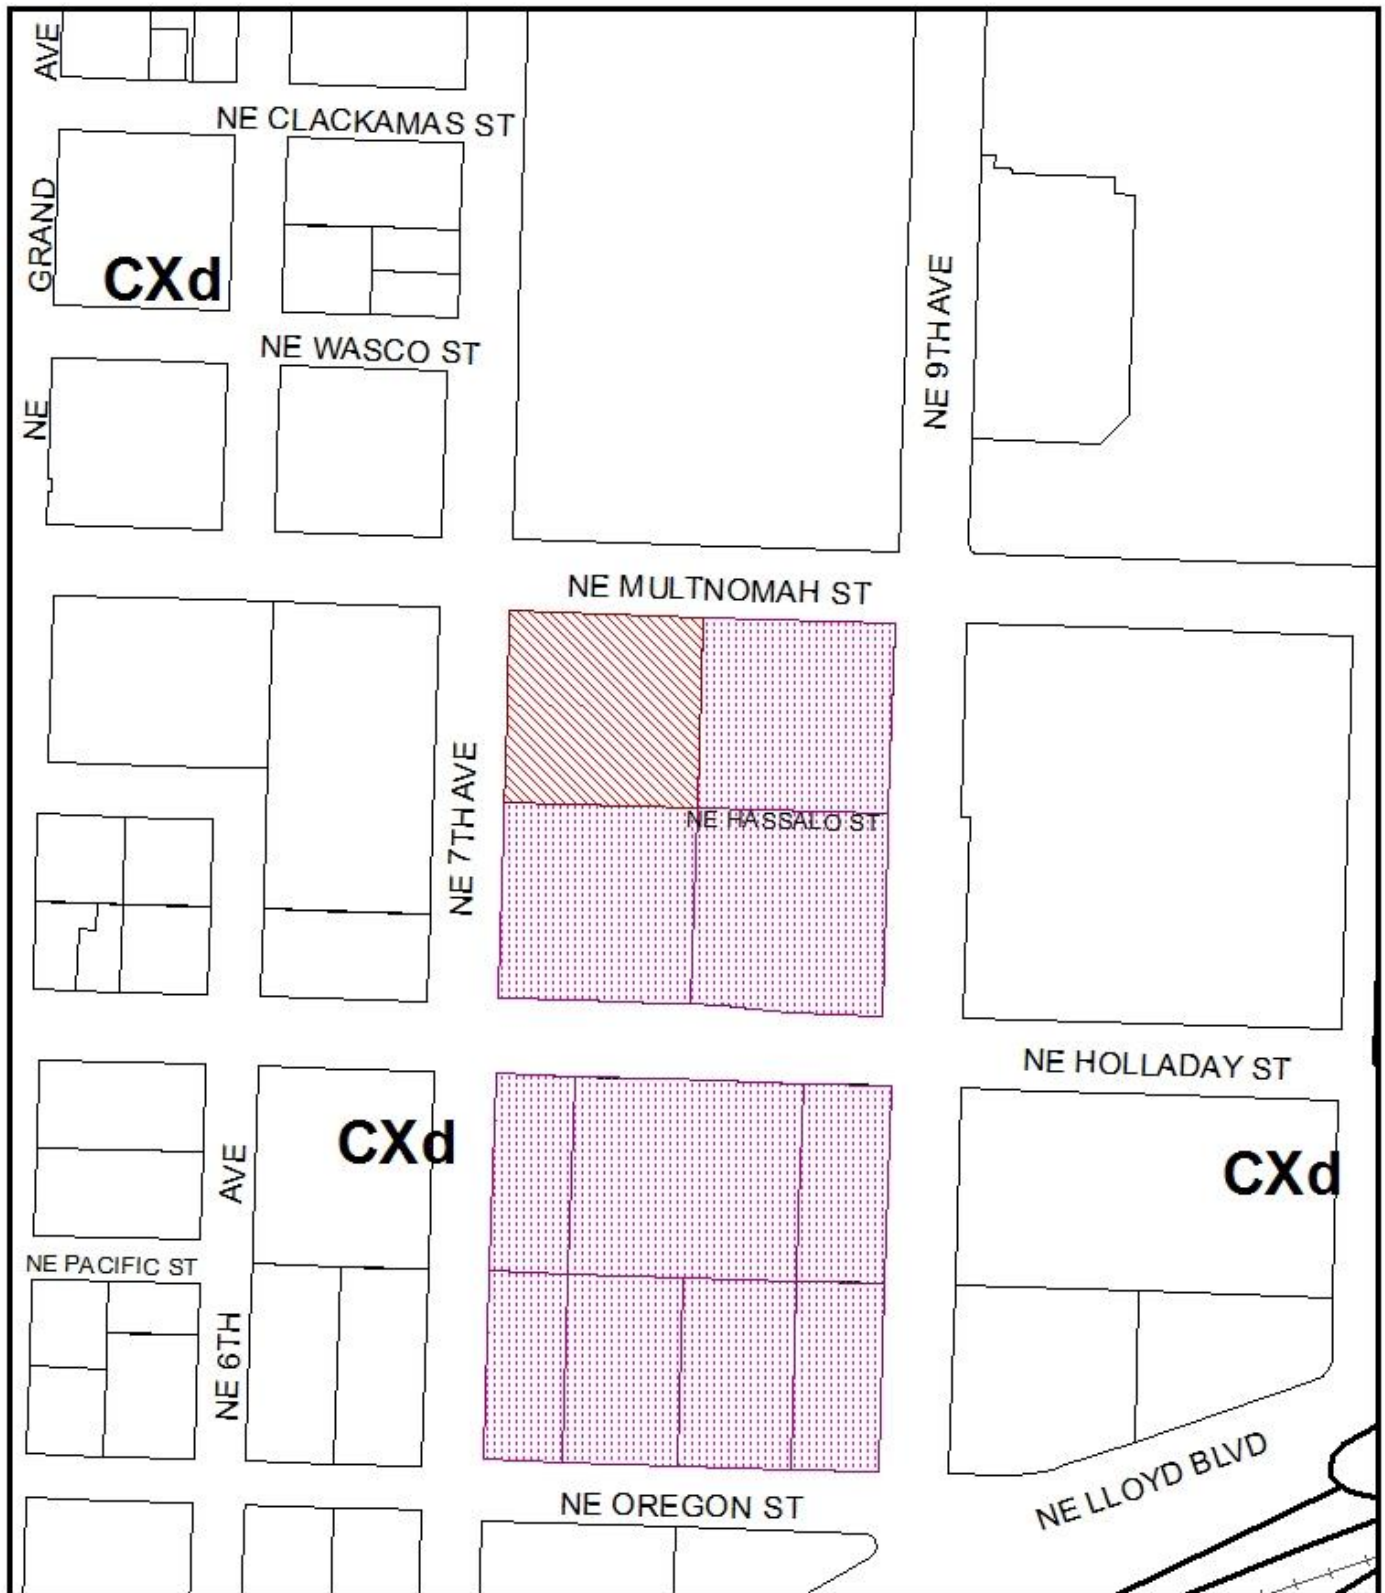 AVE
NE CLACKAMAS ST
GRAND
CXd
NE WASCO ST
NE 9TH AVE
NE
NE MULTNOMAH ST
NE 7TH AVE
NE HASSALO ST
NE HOLLADAY ST
CXd
AVE
CXd
NE PACIFIC ST
NE 6TH
NE LLOYD BLVD
NE OREGON ST